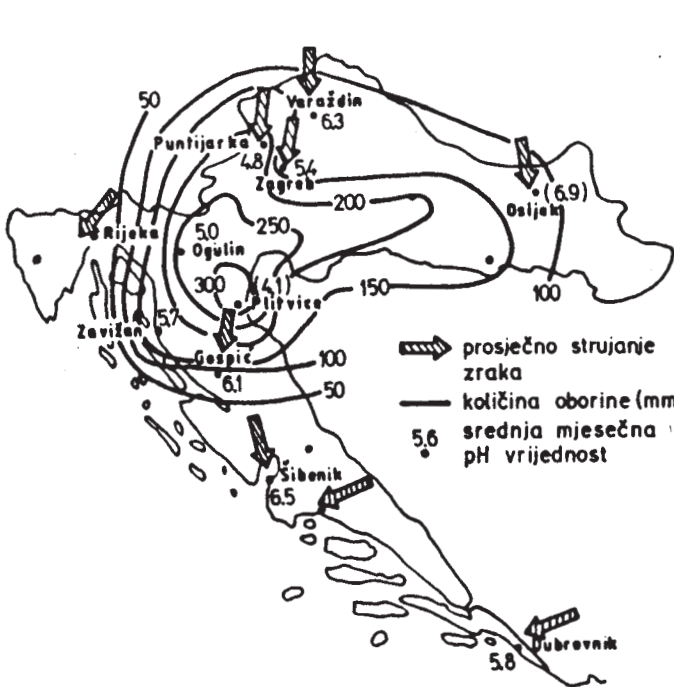 50
Varaždin
6.3
Puntijarka
4.8
5.4
Zagreb
200
(6.9)
Osijek
Rijeka
5.0
250
Ogulin
300
(4.1)
Plitvice
150
100
Zavižan
5.7
Gospić
6.1
100
50
prosječno strujanje
zraka
količina oborine (mm
5.6
srednja mjesečna
pH vrijednost
Šibenik
6.5
Dubrovnik
5.8